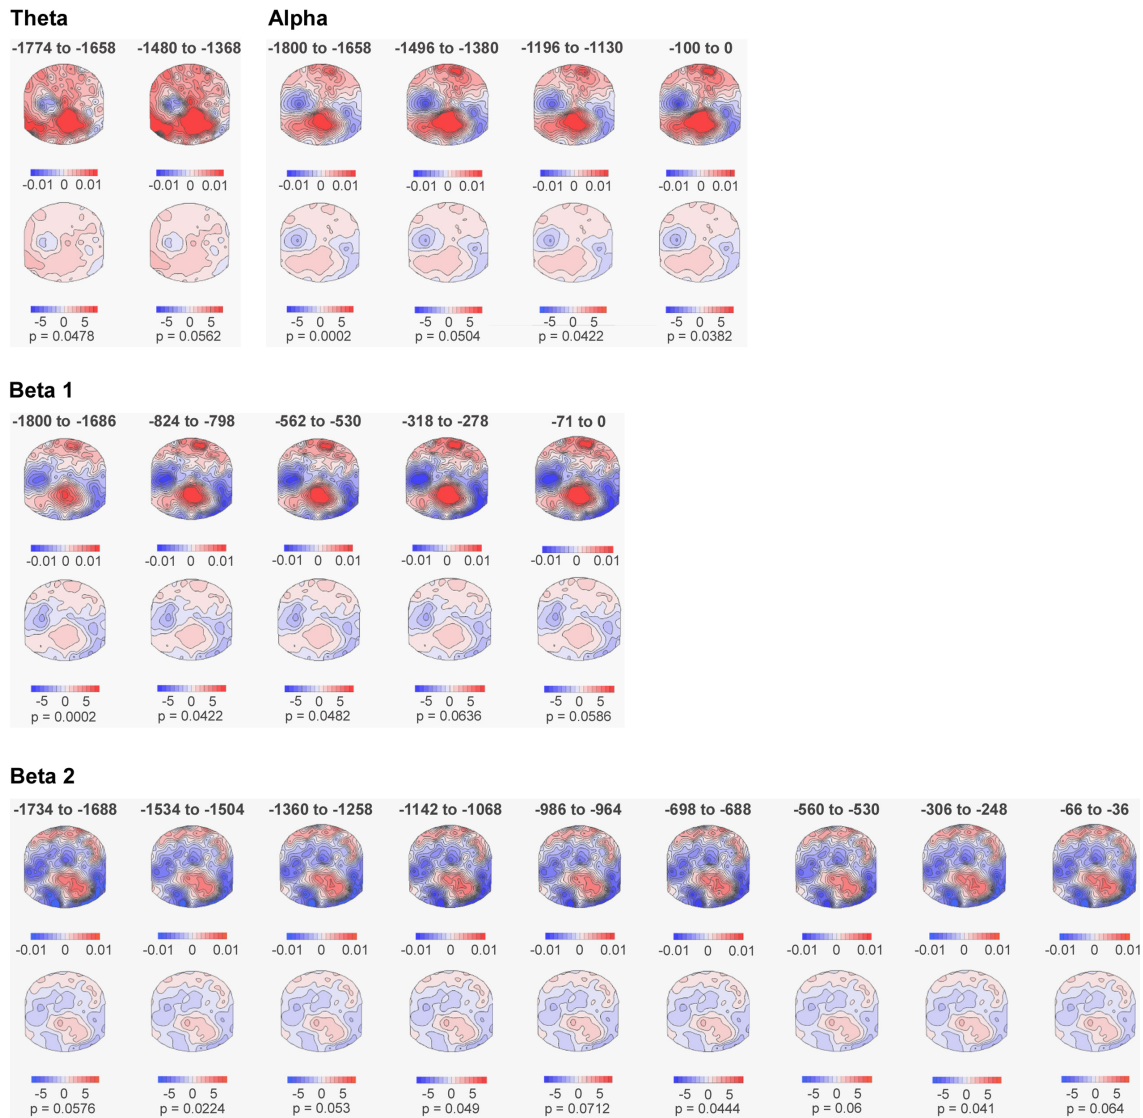 Theta Alpha
-1774 to -1658 -1480 to -1368 -1800 to -1658 -1496 to -1380 -1196 to -1130 -100 to 0
-0.01 0 0.01 -0.01 0 0.01 -0.01 0 0.01 -0.01 0 0.01 -0.01 0 0.01 -0.01 0 0.01
-5 0 5 -5 0 5 -5 0 5 -5 0 5 -5 0 5 -5 0 5
p = 0.0478 p = 0.0562 p = 0.0002 p = 0.0504 p = 0.0422 p = 0.0382
Beta 1
-1800 to -1686 -824 to -798 -562 to -530 -318 to -278 -71 to 0
-0.01 0 0.01 -0.01 0 0.01 -0.01 0 0.01 -0.01 0 0.01 -0.01 0 0.01
-5 0 5 -5 0 5 -5 0 5 -5 0 5 -5 0 5
p = 0.0002 p = 0.0422 p = 0.0482 p = 0.0636 p = 0.0586
Beta 2
-1734 to -1688 -1534 to -1504 -1360 to -1258 -1142 to -1068 -986 to -964 -698 to -688 -560 to -530 -306 to -248 -66 to -36
-0.01 0 0.01 -0.01 0 0.01 -0.01 0 0.01 -0.01 0 0.01 -0.01 0 0.01 -0.01 0 0.01 -0.01 0 0.01 -0.01 0 0.01 -0.01 0 0.01
-5 0 5 -5 0 5 -5 0 5 -5 0 5 -5 0 5 -5 0 5 -5 0 5 -5 0 5 -5 0 5
p = 0.0576 p = 0.0224 p = 0.053 p = 0.049 p = 0.0712 p = 0.0444 p = 0.06 p = 0.041 p = 0.064